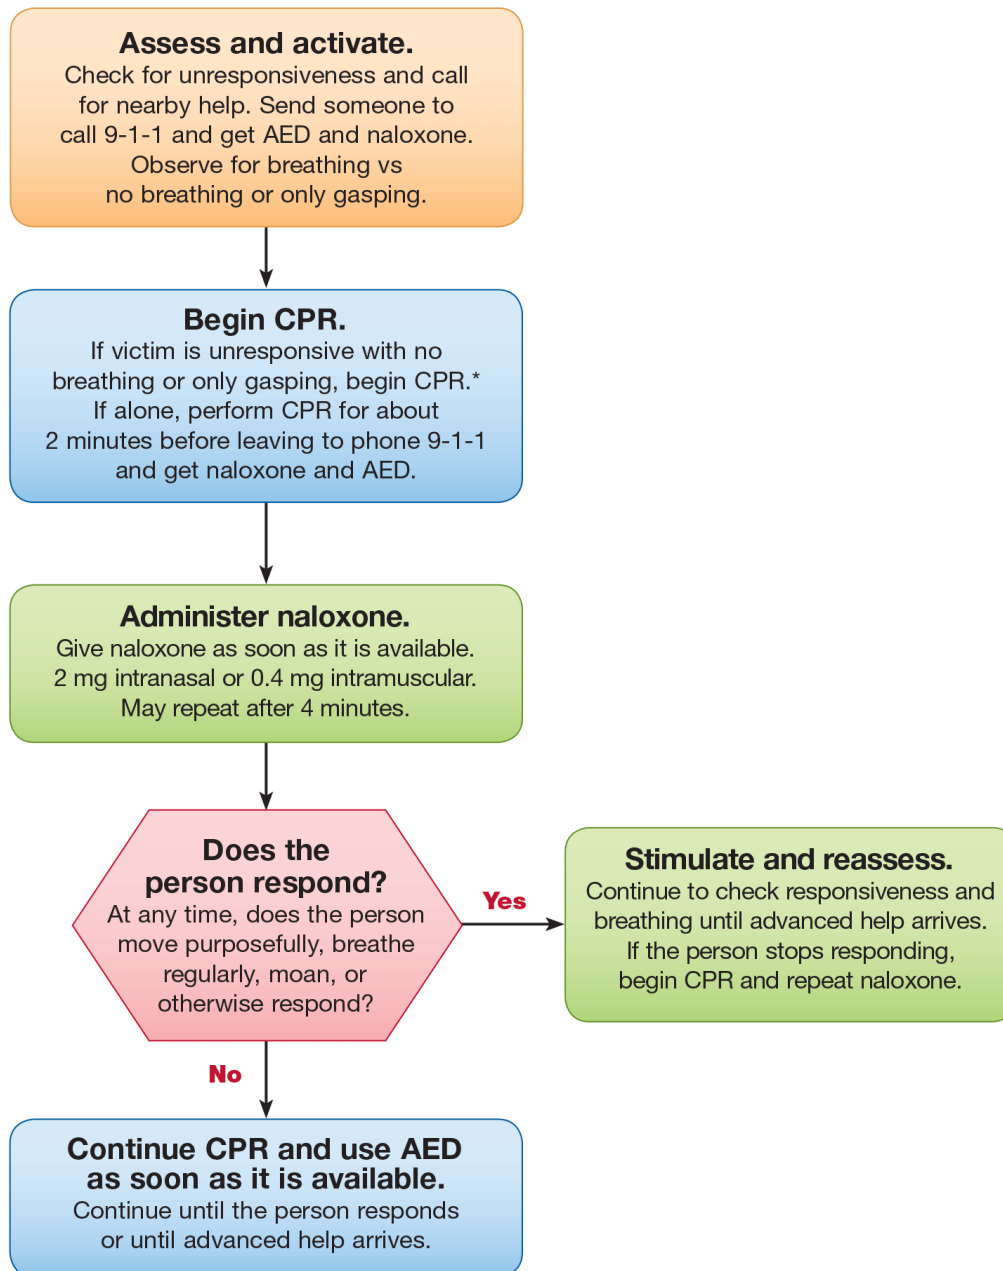 Assess and activate.
Check for unresponsiveness and call
for nearby help. Send someone to
call 9-1-1 and get AED and naloxone.
Observe for breathing vs
no breathing or only gasping.
Begin CPR.
If victim is unresponsive with no
breathing or only gasping, begin CPR.*
If alone, perform CPR for about
2 minutes before leaving to phone 9-1-1
and get naloxone and AED.
Administer naloxone.
Give naloxone as soon as it is available.
2 mg intranasal or 0.4 mg intramuscular.
May repeat after 4 minutes.
Does the
person respond?
At any time, does the person
move purposefully, breathe
regularly, moan, or
otherwise respond?
Yes
Stimulate and reassess.
Continue to check responsiveness and
breathing until advanced help arrives.
If the person stops responding,
begin CPR and repeat naloxone.
No
Continue CPR and use AED
as soon as it is available.
Continue until the person responds
or until advanced help arrives.